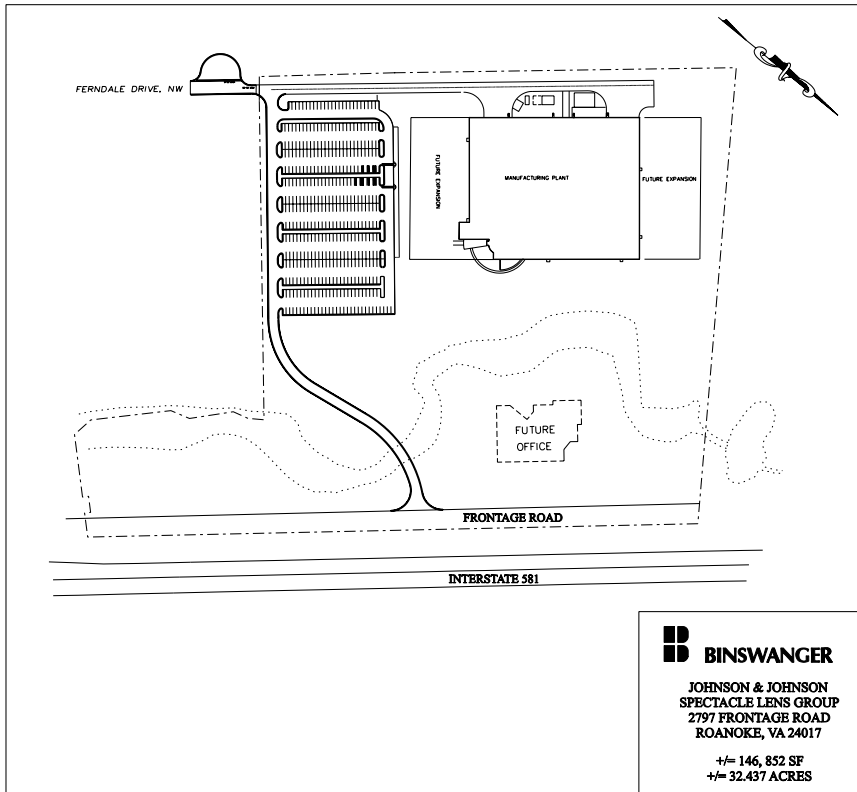 FERNDALE DRIVE, NW
FUTURE EXPANSION
MANUFACTURING PLANT
FUTURE EXPANSION
FUTURE
OFFICE
FRONTAGE ROAD
INTERSTATE 581
BINSWANGER
JOHNSON & JOHNSON
SPECTACLE LENS GROUP
2797 FRONTAGE ROAD
ROANOKE, VA 24017
+/= 146, 852 SF
+/= 32.437 ACRES